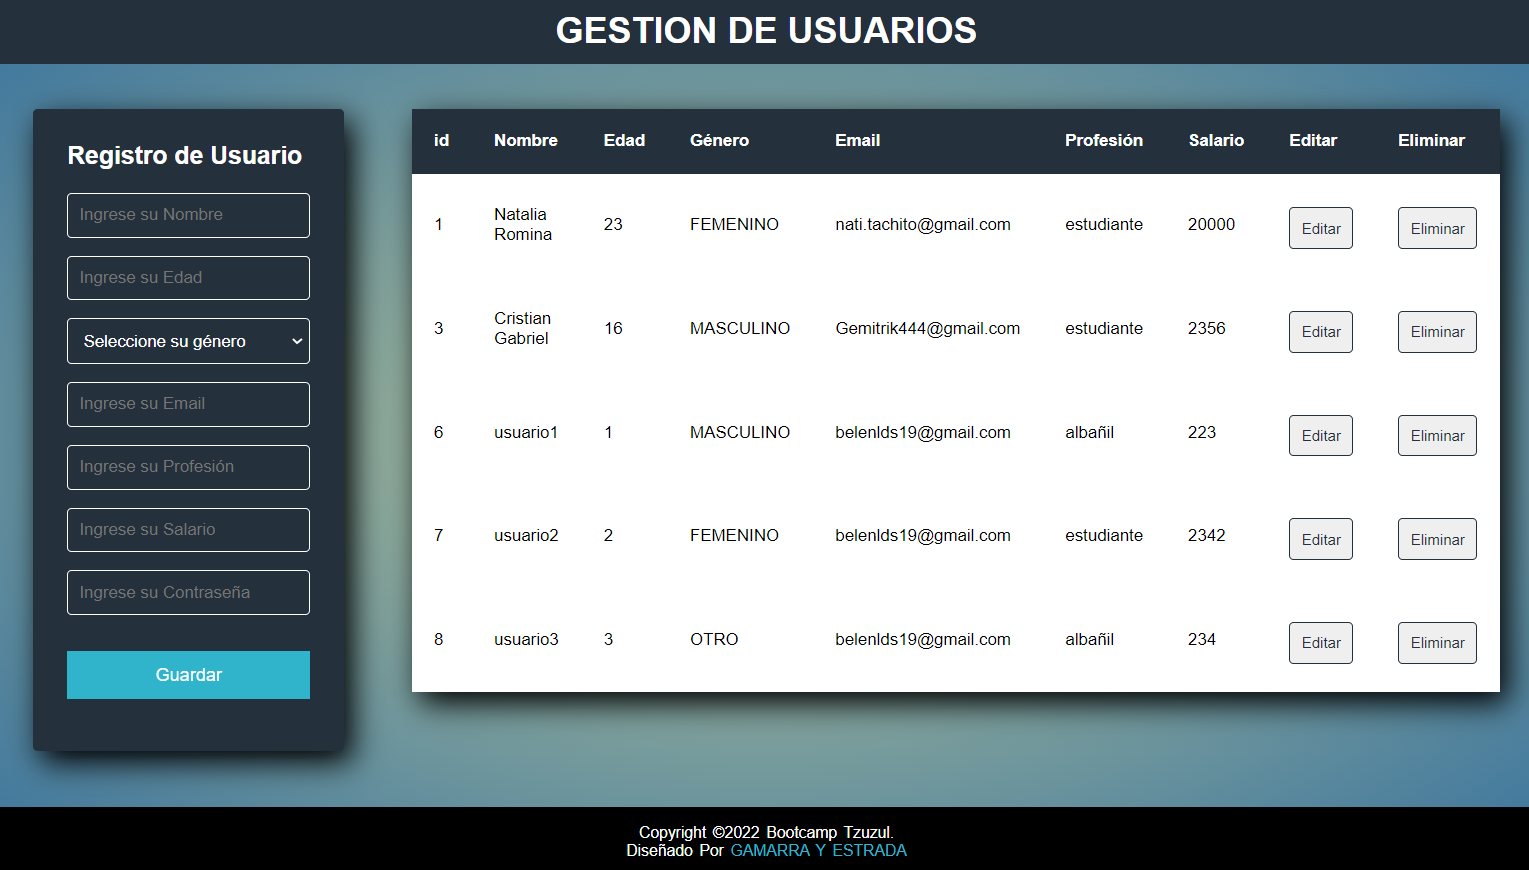 GESTION DE USUARIOS
Registro de Usuario
Ingrese su Nombre
Ingrese su Edad
Seleccione su género
Ingrese su Email
Ingrese su Profesión
Ingrese su Salario
Ingrese su Contraseña
Guardar
id Nombre Edad Género Email Profesión Salario Editar Eliminar
1 Natalia Romina 23 FEMENINO nati.tachito@gmail.com estudiante 20000 Editar Eliminar
3 Cristian Gabriel 16 MASCULINO Gemitrik444@gmail.com estudiante 2356 Editar Eliminar
6 usuario1 1 MASCULINO belenlds19@gmail.com albañil 223 Editar Eliminar
7 usuario2 2 FEMENINO belenlds19@gmail.com estudiante 2342 Editar Eliminar
8 usuario3 3 OTRO belenlds19@gmail.com albañil 234 Editar Eliminar
Copyright ©2022 Bootcamp Tzuzul.
Diseñado Por GAMARRA Y ESTRADA